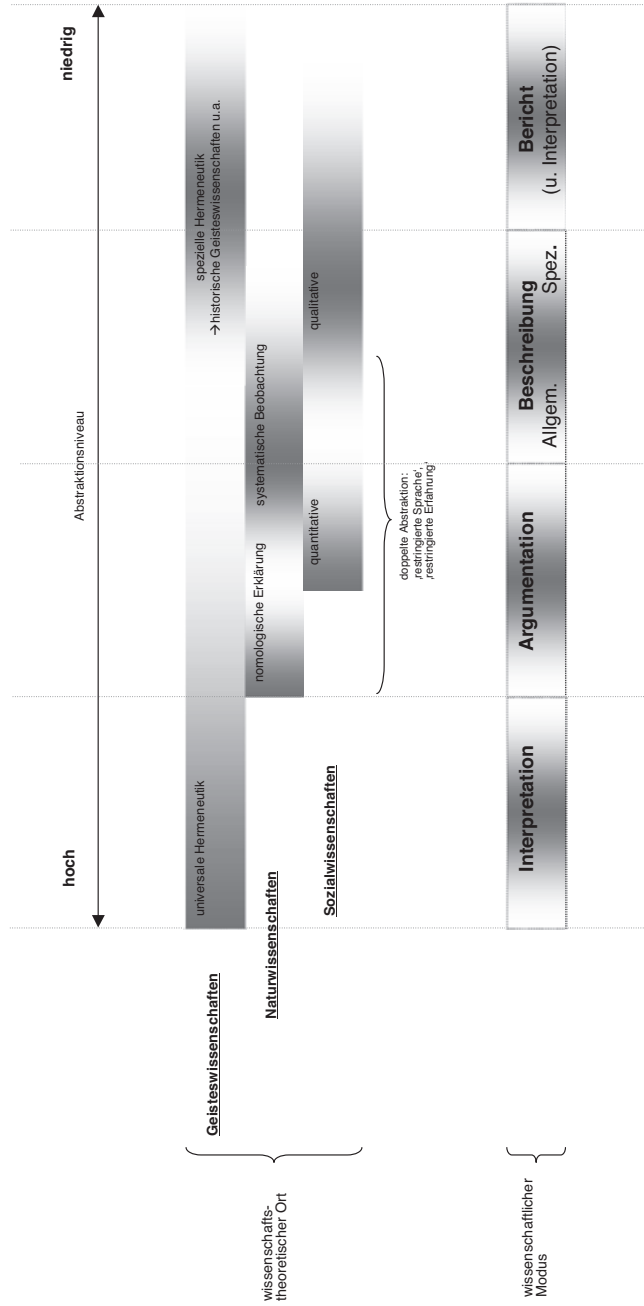 hoch
niedrig
Abstraktionsniveau
wissenschafts-
theoretischer Ort
Geisteswissenschaften
universale Hermeneutik
spezielle Hermeneutik
→historische Geisteswissenschaften u.a.
Naturwissenschaften
nomologische Erklärung
systematische Beobachtung
Sozialwissenschaften
quantitative
qualitative
doppelte Abstraktion:
‚restringierte Sprache‘,
‚restringierte Erfahrung‘
wissenschaftlicher
Modus
Interpretation
Argumentation
Beschreibung
Allgem.
Spez.
Bericht
(u. Interpretation)